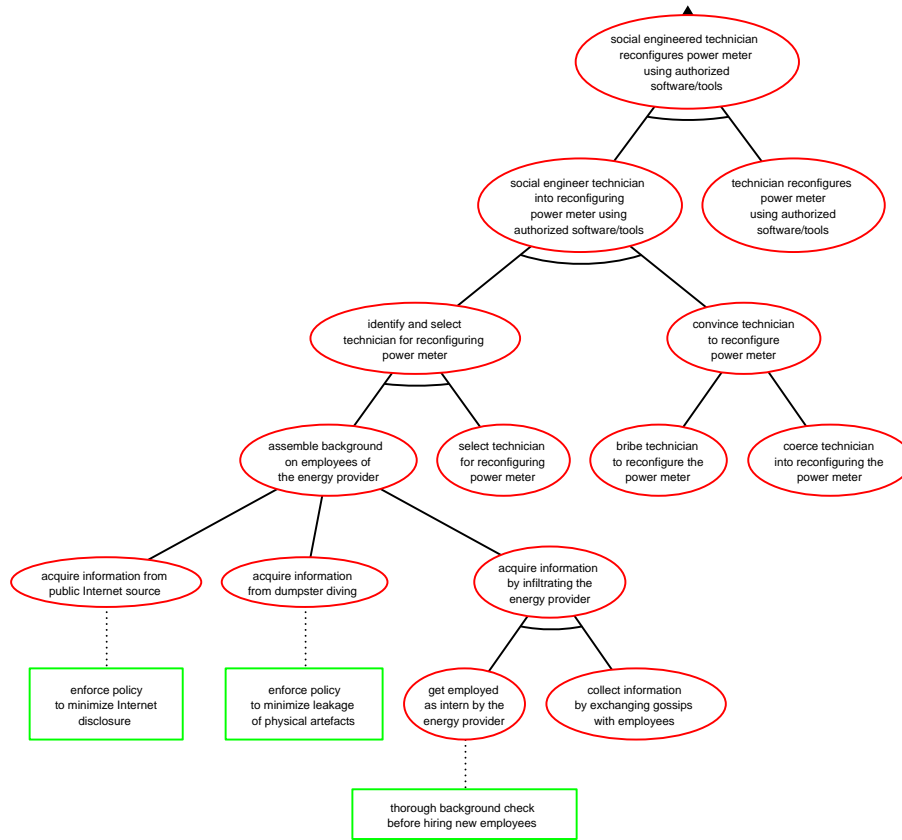 social engineered technician
reconfigures power meter
using authorized
software/tools
social engineer technician
into reconfiguring
power meter using
authorized software/tools
technician reconfigures
power meter
using authorized
software/tools
identify and select
technician for reconfiguring
power meter
convince technician
to reconfigure
power meter
assemble background
on employees of
the energy provider
select technician
for reconfiguring
power meter
bribe technician
to reconfigure the
power meter
coerce technician
into reconfiguring the
power meter
acquire information from
public Internet source
acquire information
from dumpster diving
acquire information
by infiltrating the
energy provider
enforce policy
to minimize Internet
disclosure
enforce policy
to minimize leakage
of physical artefacts
get employed
as intern by the
energy provider
collect information
by exchanging gossips
with employees
thorough background check
before hiring new employees